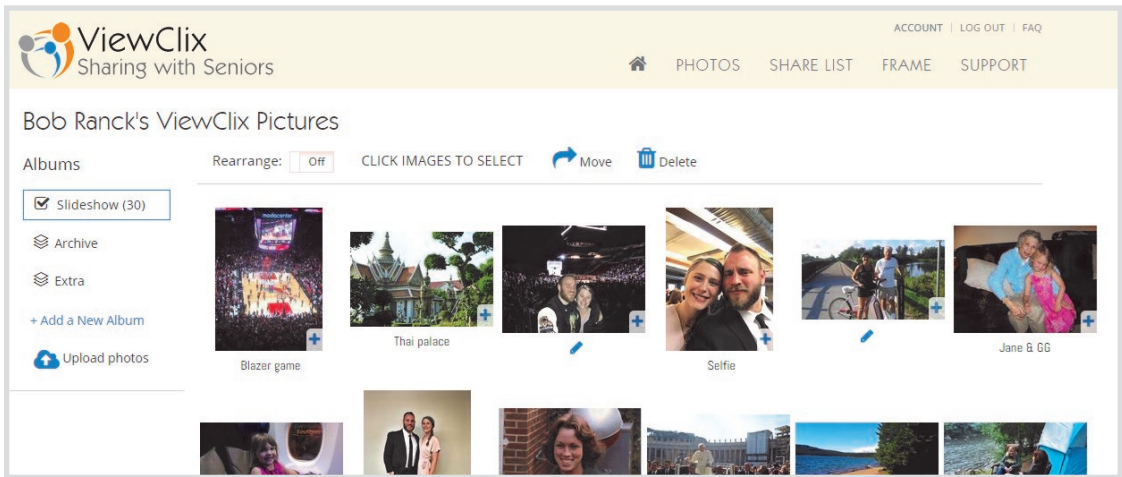 ViewClix
Sharing with Seniors
ACCOUNT | LOG OUT | FAQ
PHOTOS SHARE LIST FRAME SUPPORT
Bob Ranck's ViewClix Pictures
Albums
Rearrange: Off CLICK IMAGES TO SELECT Move Delete
Slideshow (30)
Archive
Extra
+ Add a New Album
Upload photos
modacenter
Blazer game
Thai palace
Selfie
Jane & GG